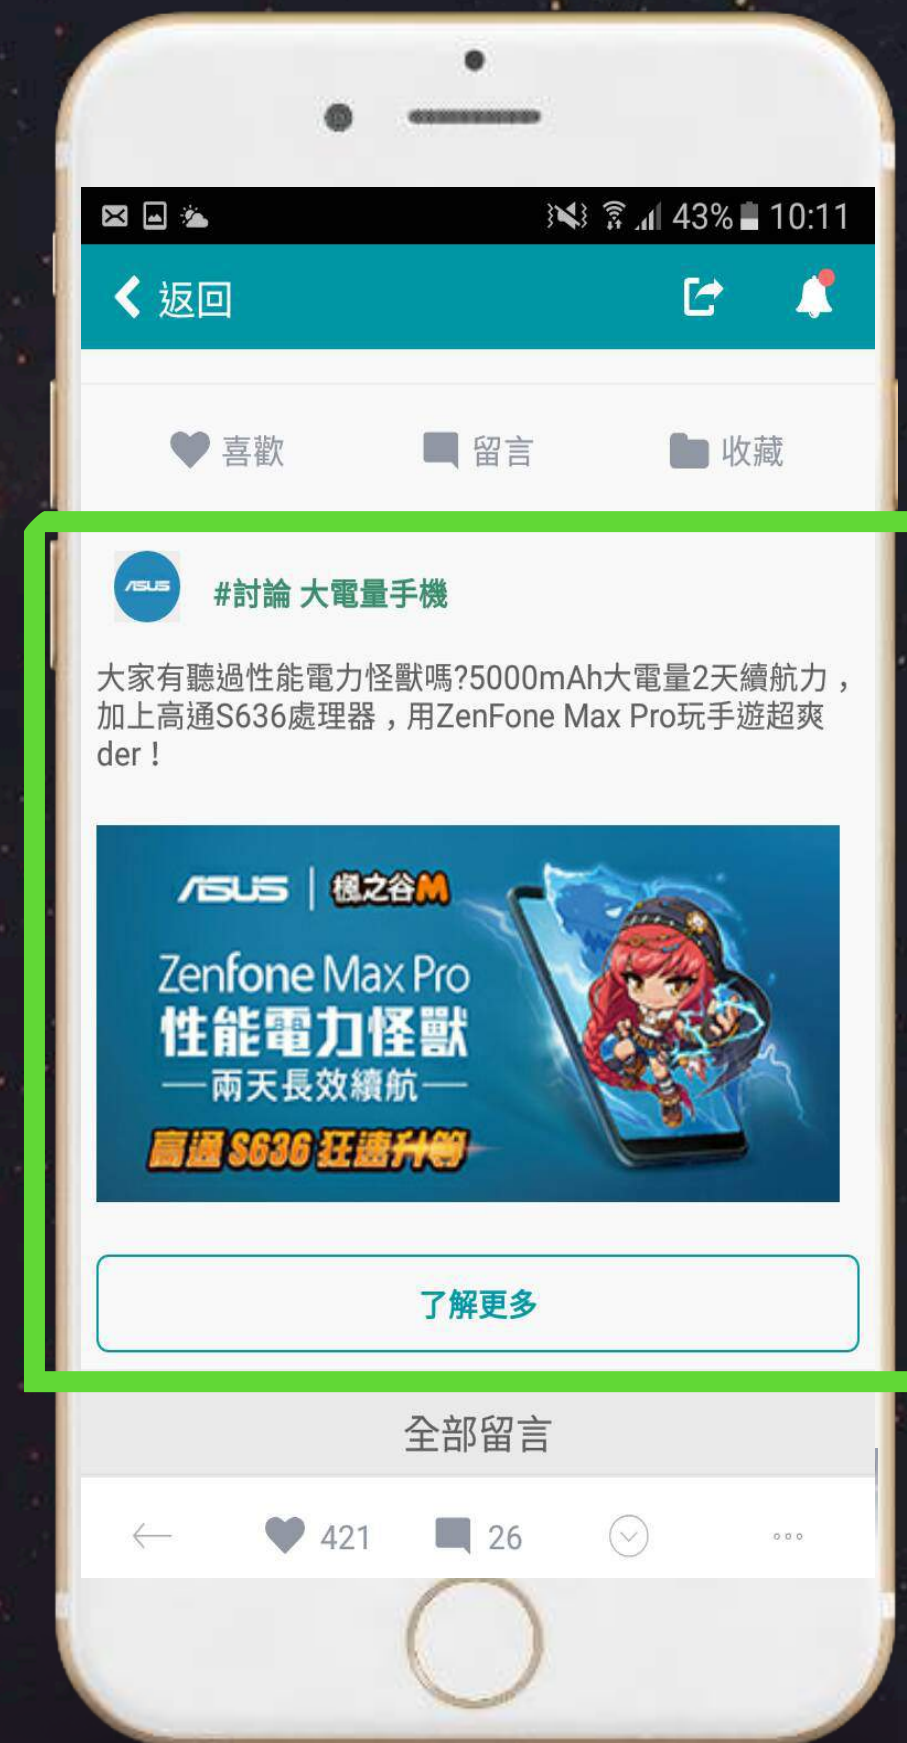 43% 10:11
返回
喜歡 留言 收藏
ASUS
#討論 大電量手機
大家有聽過性能電力怪獸嗎?5000mAh大電量2天續航力，
加上高通S636處理器，用ZenFone Max Pro玩手遊超爽
der！
ASUS | 楓之谷M
Zenfone Max Pro
性能電力怪獸
—兩天長效續航—
高通 S636 狂速升級
了解更多
全部留言
421 26